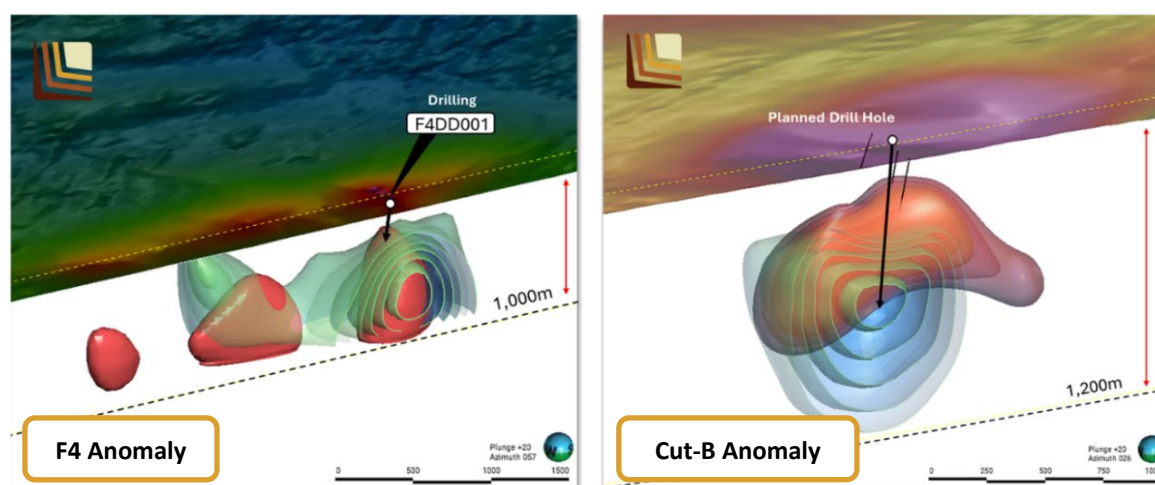 Drilling
F4DD001
1,000m
F4 Anomaly
Plunge +20
Azimuth 057
0 500 1000 1500
Planned Drill Hole
1,200m
Cut-B Anomaly
Plunge +20
Azimuth 026
0 250 500 750